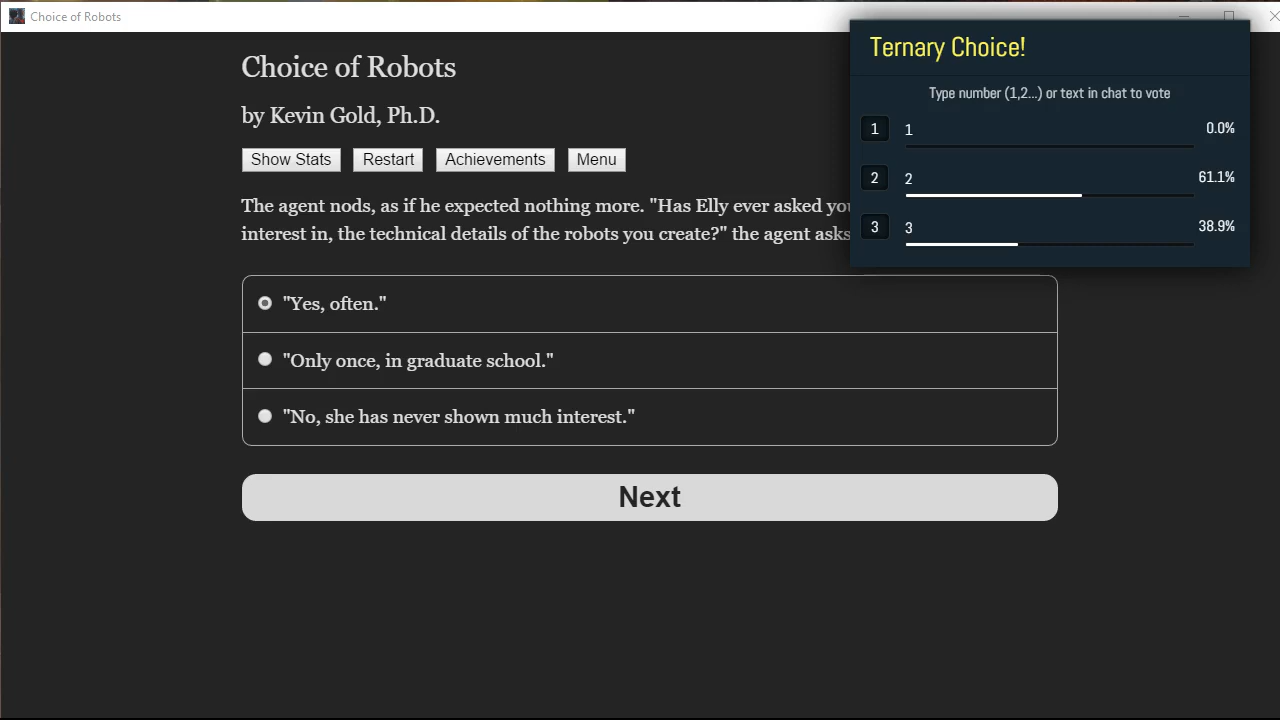 Choice of Robots
Ternary Choice!
Type number (1,2...) or text in chat to vote
1 1 0.0%
2 2 61.1%
3 3 38.9%
Choice of Robots
by Kevin Gold, Ph.D.
Show Stats Restart Achievements Menu
The agent nods, as if he expected nothing more. "Has Elly ever asked
interest in, the technical details of the robots you create?" the agent asks
"Yes, often."
"Only once, in graduate school."
"No, she has never shown much interest."
Next